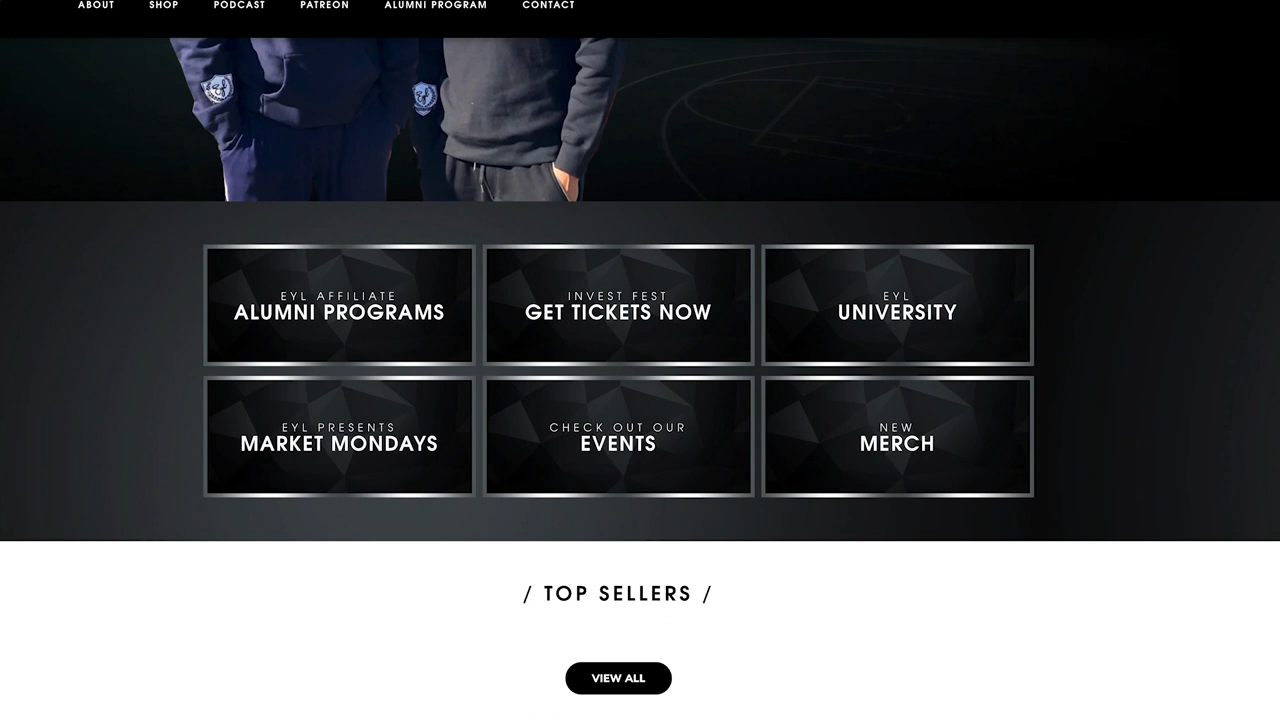 ABOUT SHOP PODCAST PATREON ALUMNI PROGRAM CONTACT
EYL AFFILIATE
ALUMNI PROGRAMS
INVEST FEST
GET TICKETS NOW
EYL
UNIVERSITY
EYL PRESENTS
MARKET MONDAYS
CHECK OUT OUR
EVENTS
NEW
MERCH
/ TOP SELLERS /
VIEW ALL